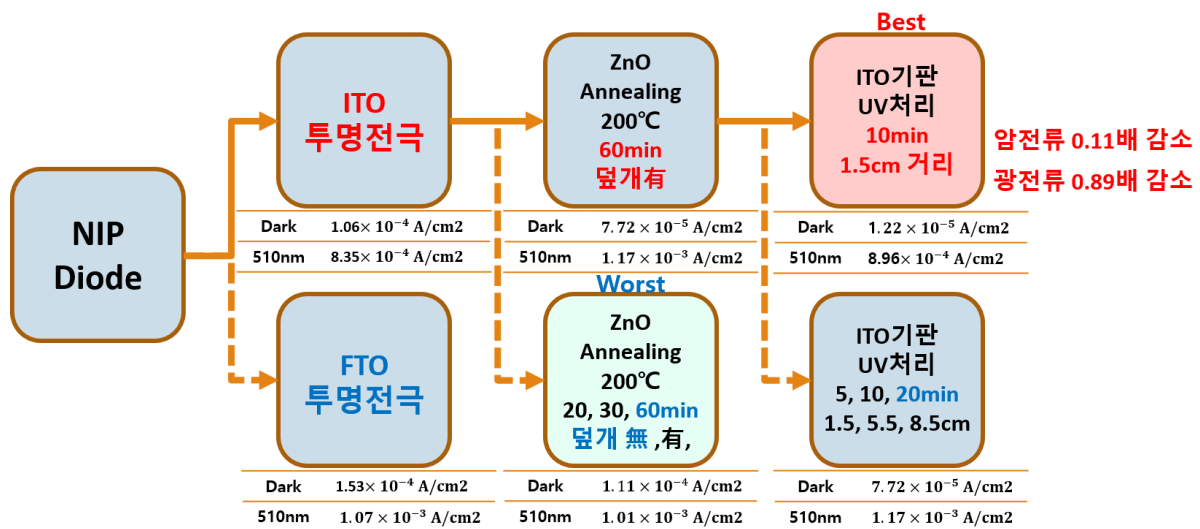 NIP
Diode
ITO
투명전극
Dark 1.06× 10⁻⁴ A/cm2
510nm 8.35× 10⁻⁴ A/cm2
ZnO
Annealing
200℃
60min
덮개有
Dark 7.72 × 10⁻⁵ A/cm2
510nm 1.17 × 10⁻³ A/cm2
Best
ITO기판
UV처리
10min
1.5cm 거리
Dark 1.22 × 10⁻⁵ A/cm2
510nm 8.96× 10⁻⁴ A/cm2
암전류 0.11배 감소
광전류 0.89배 감소
FTO
투명전극
Dark 1.53× 10⁻⁴ A/cm2
510nm 1.07 × 10⁻³ A/cm2
Worst
ZnO
Annealing
200℃
20, 30, 60min
덮개 無 ,有,
Dark 1.11 × 10⁻⁴ A/cm2
510nm 1.01 × 10⁻³ A/cm2
ITO기판
UV처리
5, 10, 20min
1.5, 5.5, 8.5cm
Dark 7.72 × 10⁻⁵ A/cm2
510nm 1.17 × 10⁻³ A/cm2